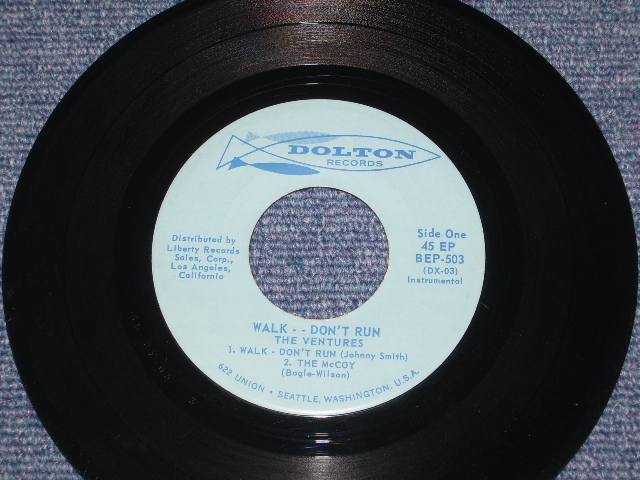 DOLTON
RECORDS
Distributed by
Liberty Records
Sales, Corp.,
Los Angeles,
California
Side One
45 EP
BEP-503
(DX-03)
Instrumental
WALK - - DON'T RUN
THE VENTURES
1. WALK - DON'T RUN (Johnny Smith)
2. THE McCOY
(Bogle-Wilson)
622 UNION • SEATTLE, WASHINGTON, U.S.A.